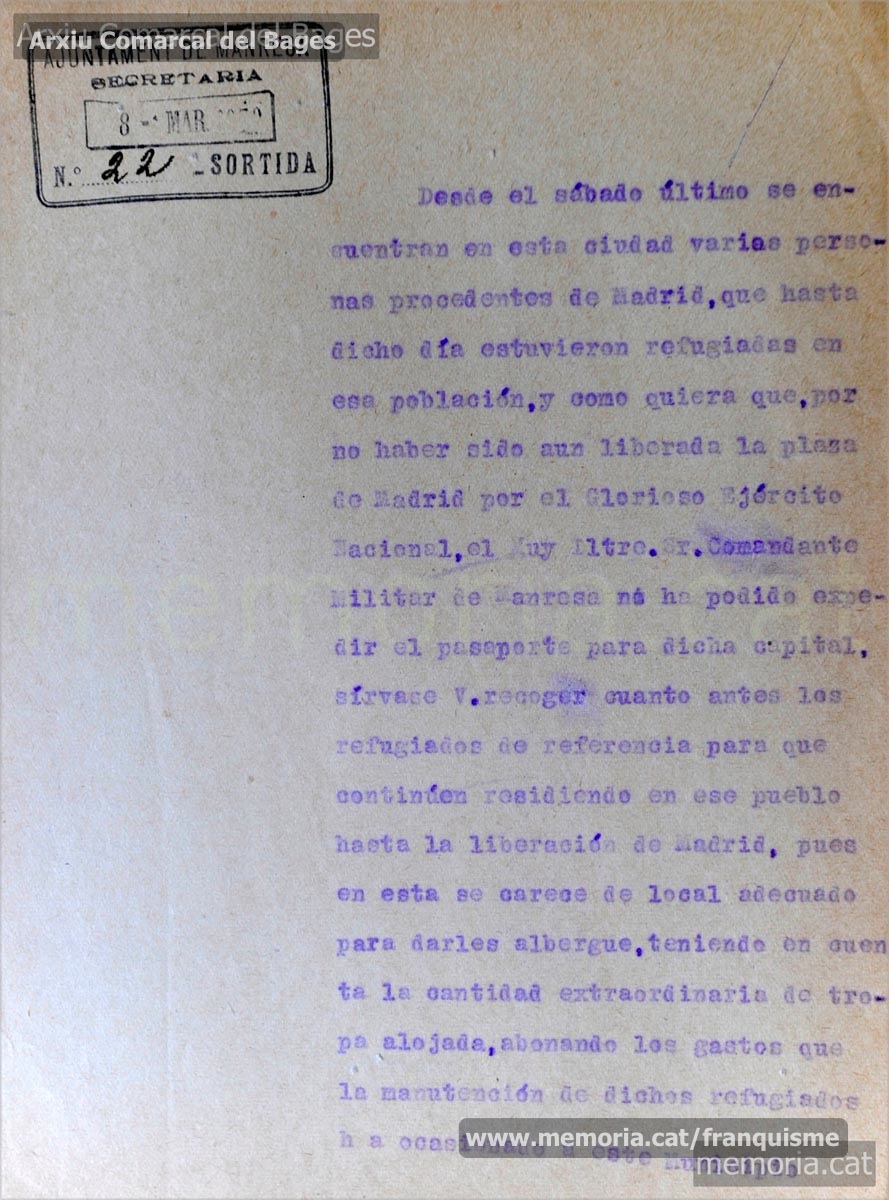 Arxiu Comarcal del Bages
AJUNTAMENT DE MANRESA
SECRETARIA
8 - MAR.
N.º 22 - SORTIDA
Desde el sábado último se en-
cuentran en esta ciudad varias perso-
nas procedentes de Madrid,que hasta
dicho día estuvieron refugiadas en
esa población,y como quiera que,por
no haber sido aun liberada la plaza
de Madrid por el Glorioso Ejército
Nacional,el Muy Iltre.Sr.Comandante
Militar de Manresa no ha podido expe-
dir el pasaporte para dicha capital,
sírvase V.recoger cuanto antes los
refugiados de referencia para que
continúen residiendo en ese pueblo
hasta la liberación de Madrid, pues
en esta se carece de local adecuado
para darles albergue,teniendo en cuen
ta la cantidad extraordinaria de tro-
pa alojada,abonando los gastos que
la manutención de dichos refugiados
h a ocasionado a este Municipio
www.memoria.cat/franquisme
memoria.cat